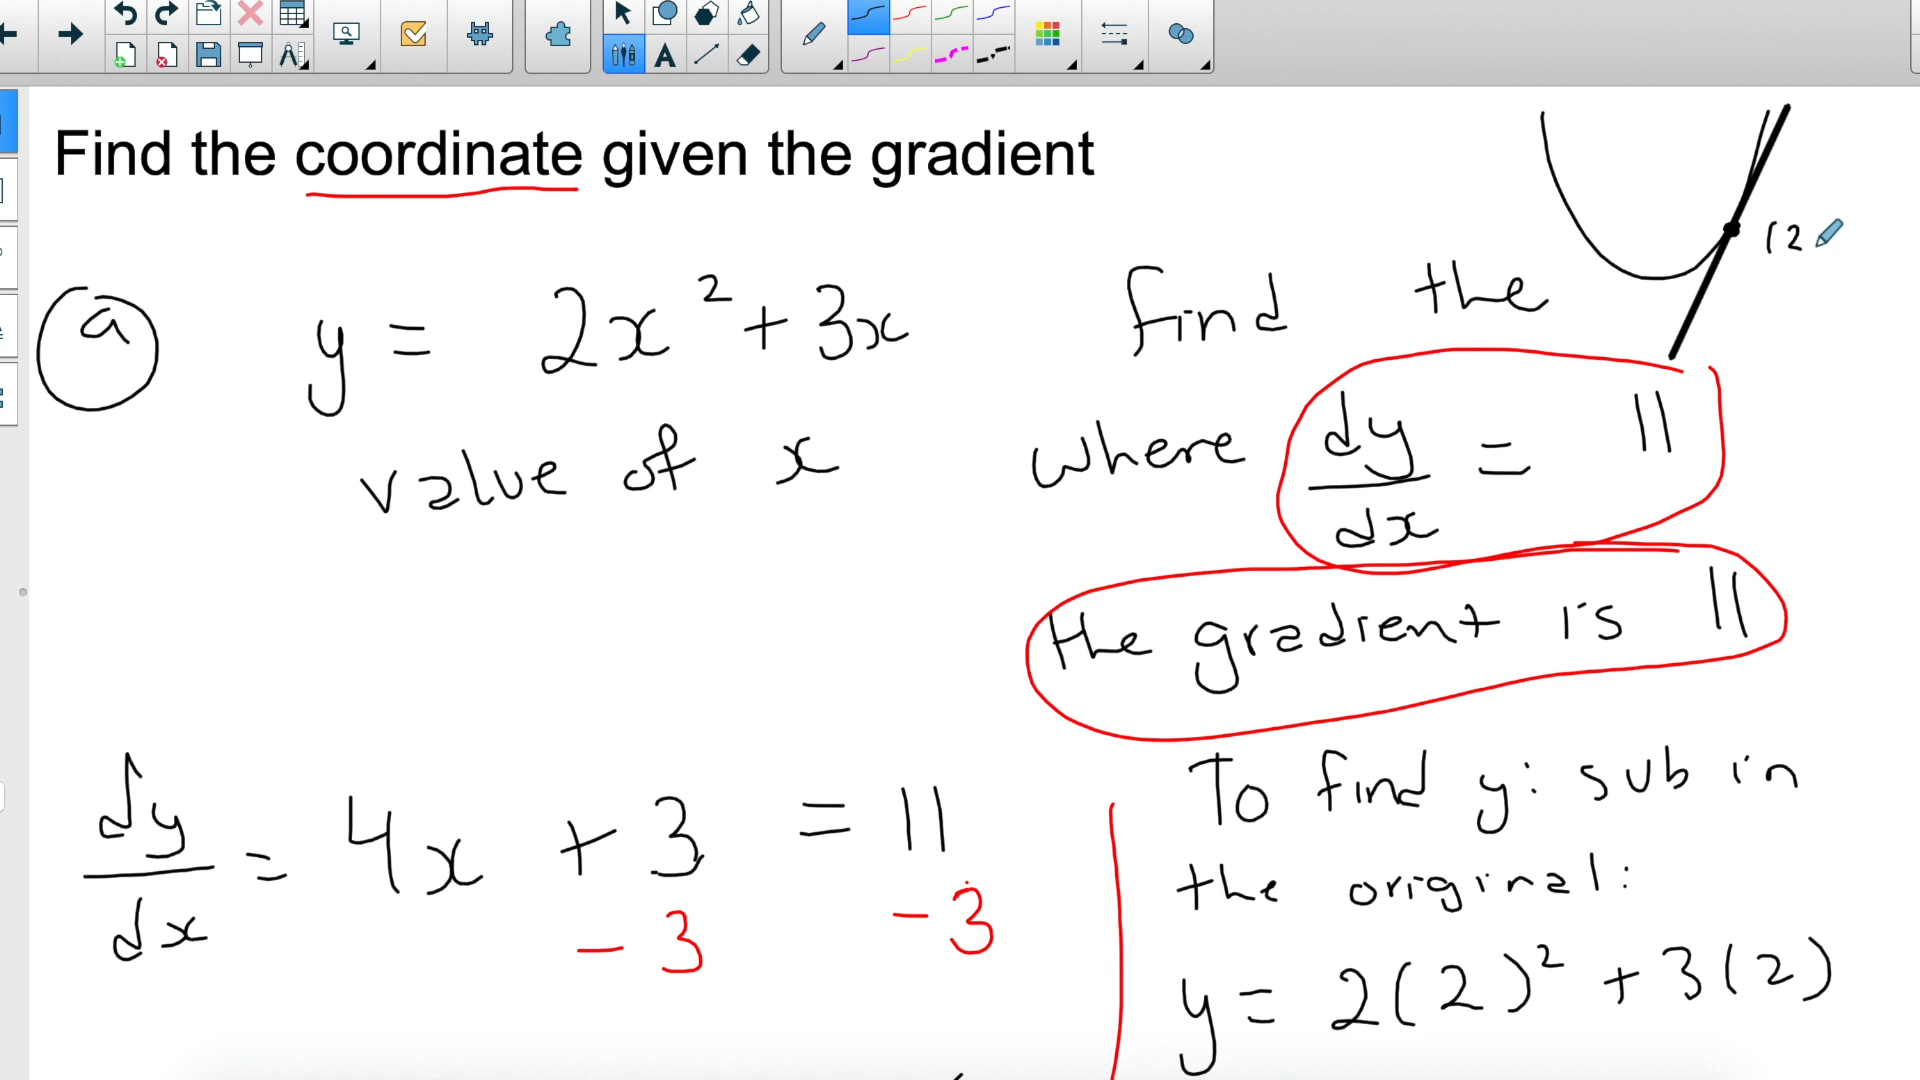 Find the coordinate given the gradient
(2
a y = 2x² + 3x find the
value of x where dy/dx = 11
the gradient is 11
dy/dx = 4x + 3 = 11
- 3 - 3
To find y: sub in
the original:
y = 2(2)² + 3(2)